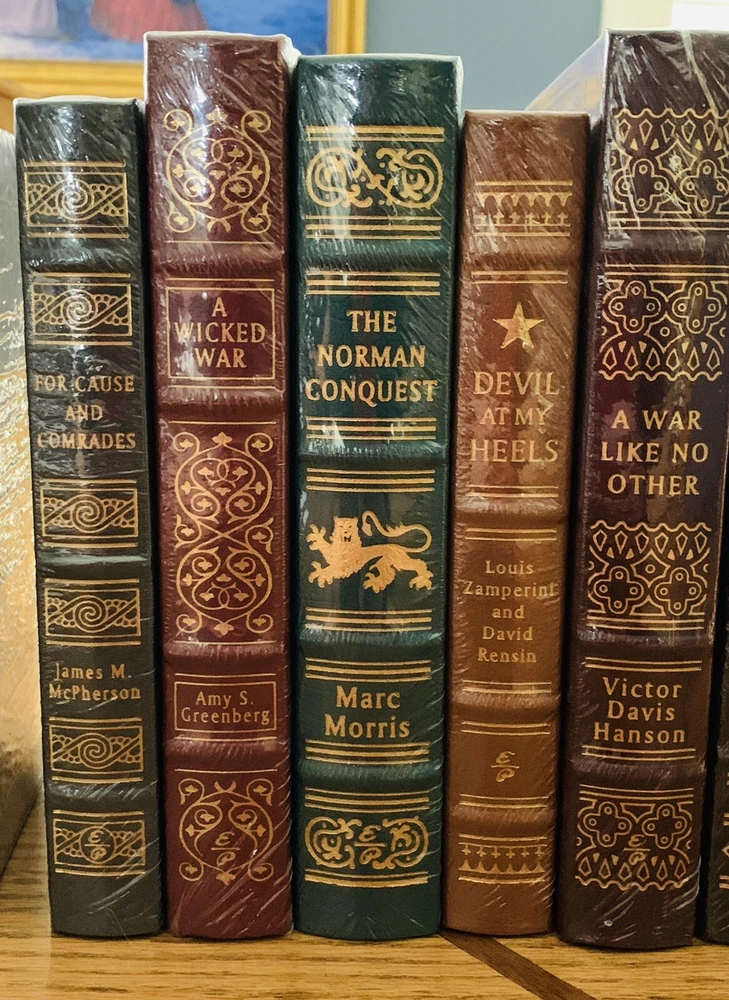 FOR CAUSE
AND
COMRADES
James M.
McPherson
E
P
A
WICKED
WAR
Amy S.
Greenberg
E
P
THE
NORMAN
CONQUEST
Marc
Morris
E
P
DEVIL
AT MY
HEELS
Louis
Zamperini
and
David
Rensin
E
P
A WAR
LIKE NO
OTHER
Victor
Davis
Hanson
E
P